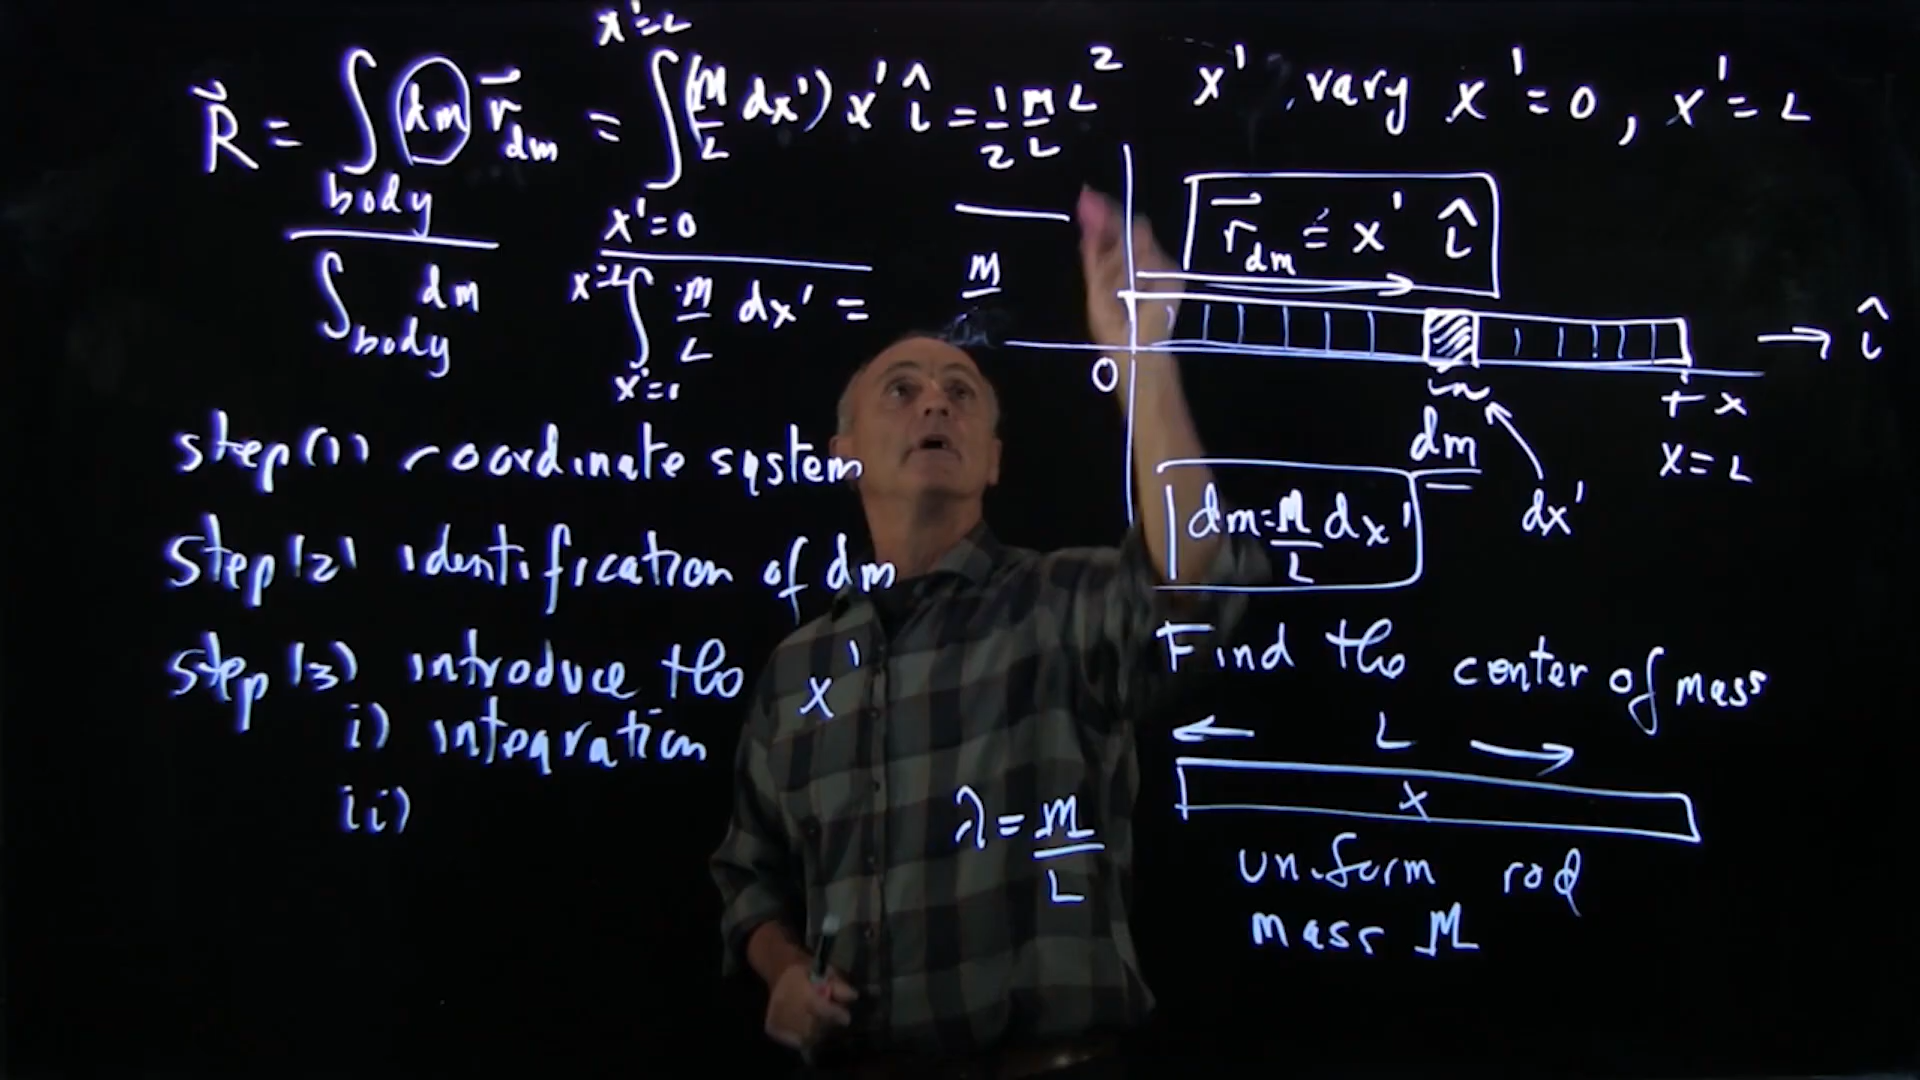 x'=L
R⃗ = ∫ dm r⃗dm = ∫ (M/L dx') x' î = 1/2 M/L L²
body
x'=0
∫body dm
x'=L ∫ M/L dx' = M
x'=0
x' vary x'=0, x'=L
r⃗dm = x' î
î
0
+x
x=L
dm
dx'
dm = M/L dx'
step(1) coordinate system
step(2) identification of dm
step(3) introduce the x'
i) integration
ii)
λ = M/L
Find the center of mass
← L →
x
uniform rod
mass M